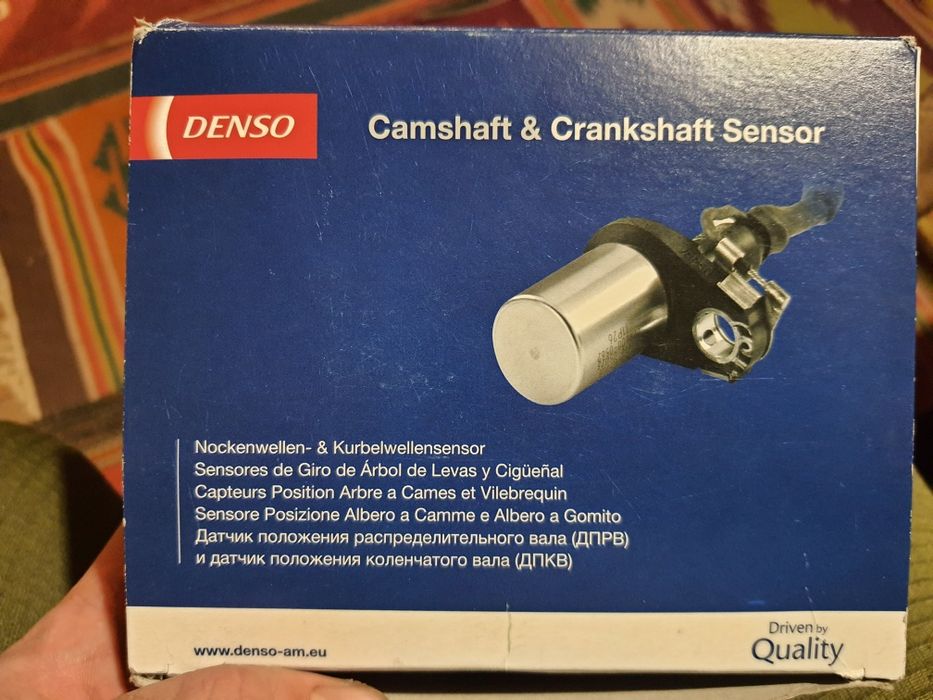 DENSO
Camshaft & Crankshaft Sensor
Nockenwellen- & Kurbelwellensensor
Sensores de Giro de Árbol de Levas y Cigüeñal
Capteurs Position Arbre a Cames et Vilebrequin
Sensore Posizione Albero a Camme e Albero a Gomito
Датчик положения распределительного вала (ДПРВ)
и датчик положения коленчатого вала (ДПКВ)
www.denso-am.eu
Driven by
Quality